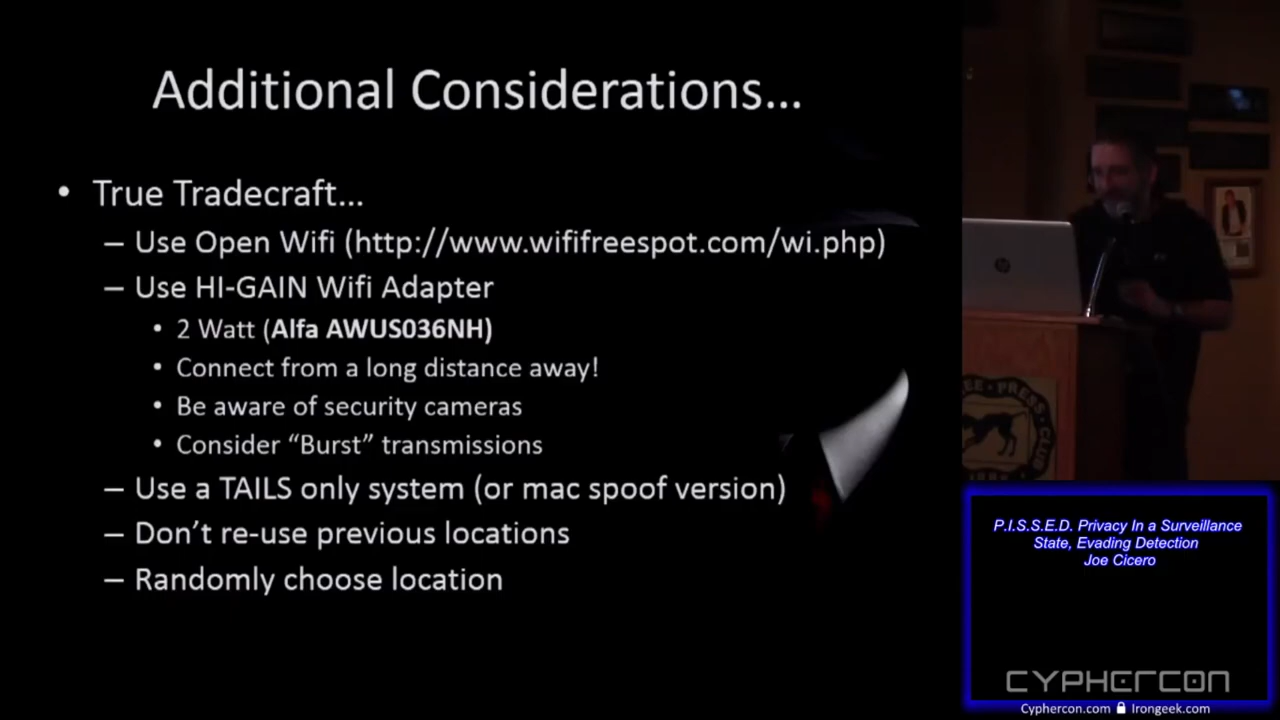 Additional Considerations...
• True Tradecraft...
– Use Open Wifi (http://www.wififreespot.com/wi.php)
– Use HI-GAIN Wifi Adapter
• 2 Watt (Alfa AWUS036NH)
• Connect from a long distance away!
• Be aware of security cameras
• Consider “Burst” transmissions
– Use a TAILS only system (or mac spoof version)
– Don’t re-use previous locations
– Randomly choose location
P.I.S.S.E.D. Privacy In a Surveillance
State, Evading Detection
Joe Cicero
CYPHERCON
Cyphercon.com Irongeek.com